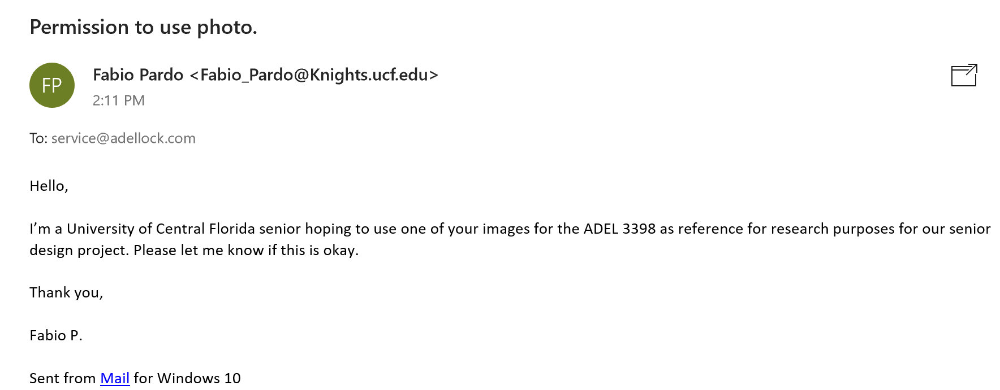 Permission to use photo.
FP
Fabio Pardo <Fabio_Pardo@Knights.ucf.edu>
2:11 PM
To: service@adellock.com
Hello,
I’m a University of Central Florida senior hoping to use one of your images for the ADEL 3398 as reference for research purposes for our senior
design project. Please let me know if this is okay.
Thank you,
Fabio P.
Sent from Mail for Windows 10